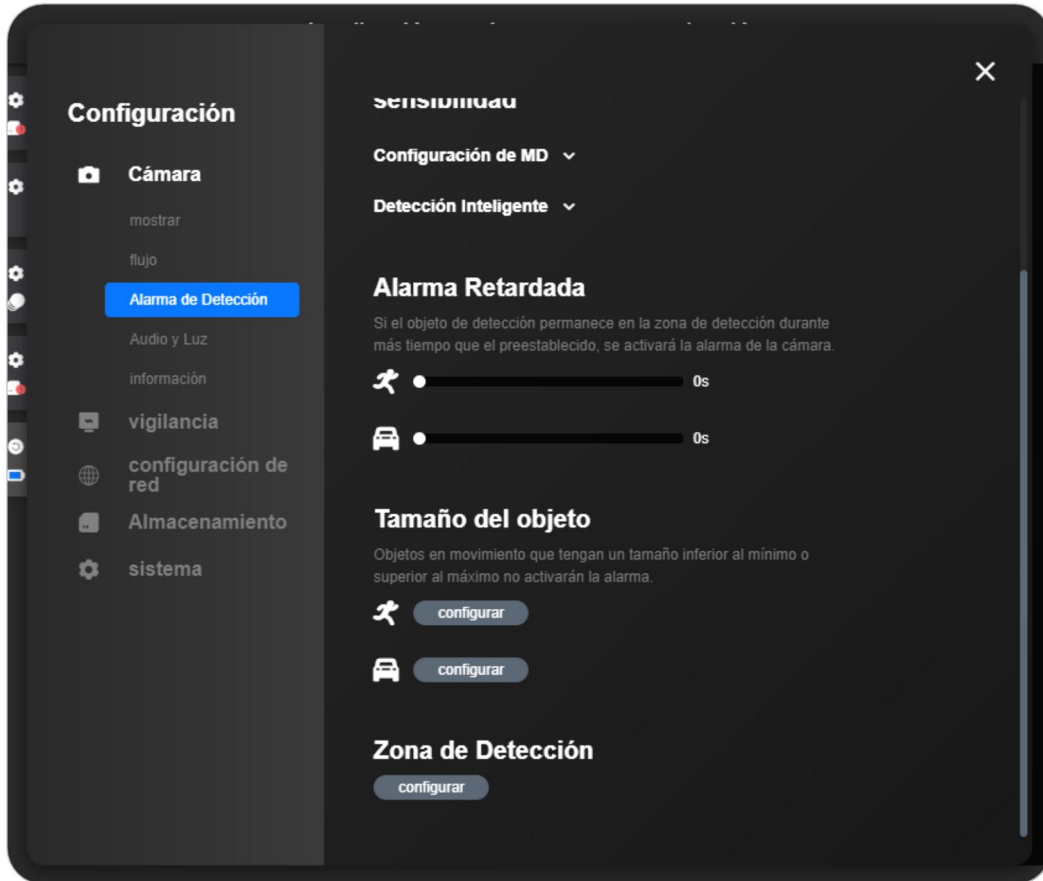 Configuración
Cámara
mostrar
flujo
Alarma de Detección
Audio y Luz
información
vigilancia
configuración de
red
Almacenamiento
sistema
sensibilidad
Configuración de MD
Detección Inteligente
Alarma Retardada
Si el objeto de detección permanece en la zona de detección durante
más tiempo que el preestablecido, se activará la alarma de la cámara.
0s
0s
Tamaño del objeto
Objetos en movimiento que tengan un tamaño inferior al mínimo o
superior al máximo no activarán la alarma.
configurar
configurar
Zona de Detección
configurar